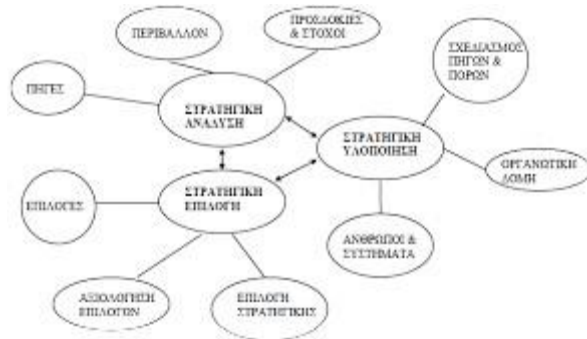 ΠΕΡΙΒΑΛΛΟΝ
ΠΡΟΣΔΟΚΙΕΣ
& ΣΤΟΧΟΙ
ΣΧΕΔΙΑΣΜΟΣ
ΠΗΓΩΝ &
ΠΟΡΩΝ
ΠΗΓΕΣ
ΣΤΡΑΤΗΓΙΚΗ
ΑΝΑΛΥΣΗ
ΣΤΡΑΤΗΓΙΚΗ
ΥΛΟΠΟΙΗΣΗ
ΟΡΓΑΝΩΤΙΚΗ
ΔΟΜΗ
ΣΤΡΑΤΗΓΙΚΗ
ΕΠΙΛΟΓΗ
ΕΠΙΛΟΓΕΣ
ΑΝΘΡΩΠΟΙ &
ΣΥΣΤΗΜΑΤΑ
ΑΞΙΟΛΟΓΗΣΗ
ΕΠΙΛΟΓΩΝ
ΕΠΙΛΟΓΗ
ΣΤΡΑΤΗΓΙΚΗΣ